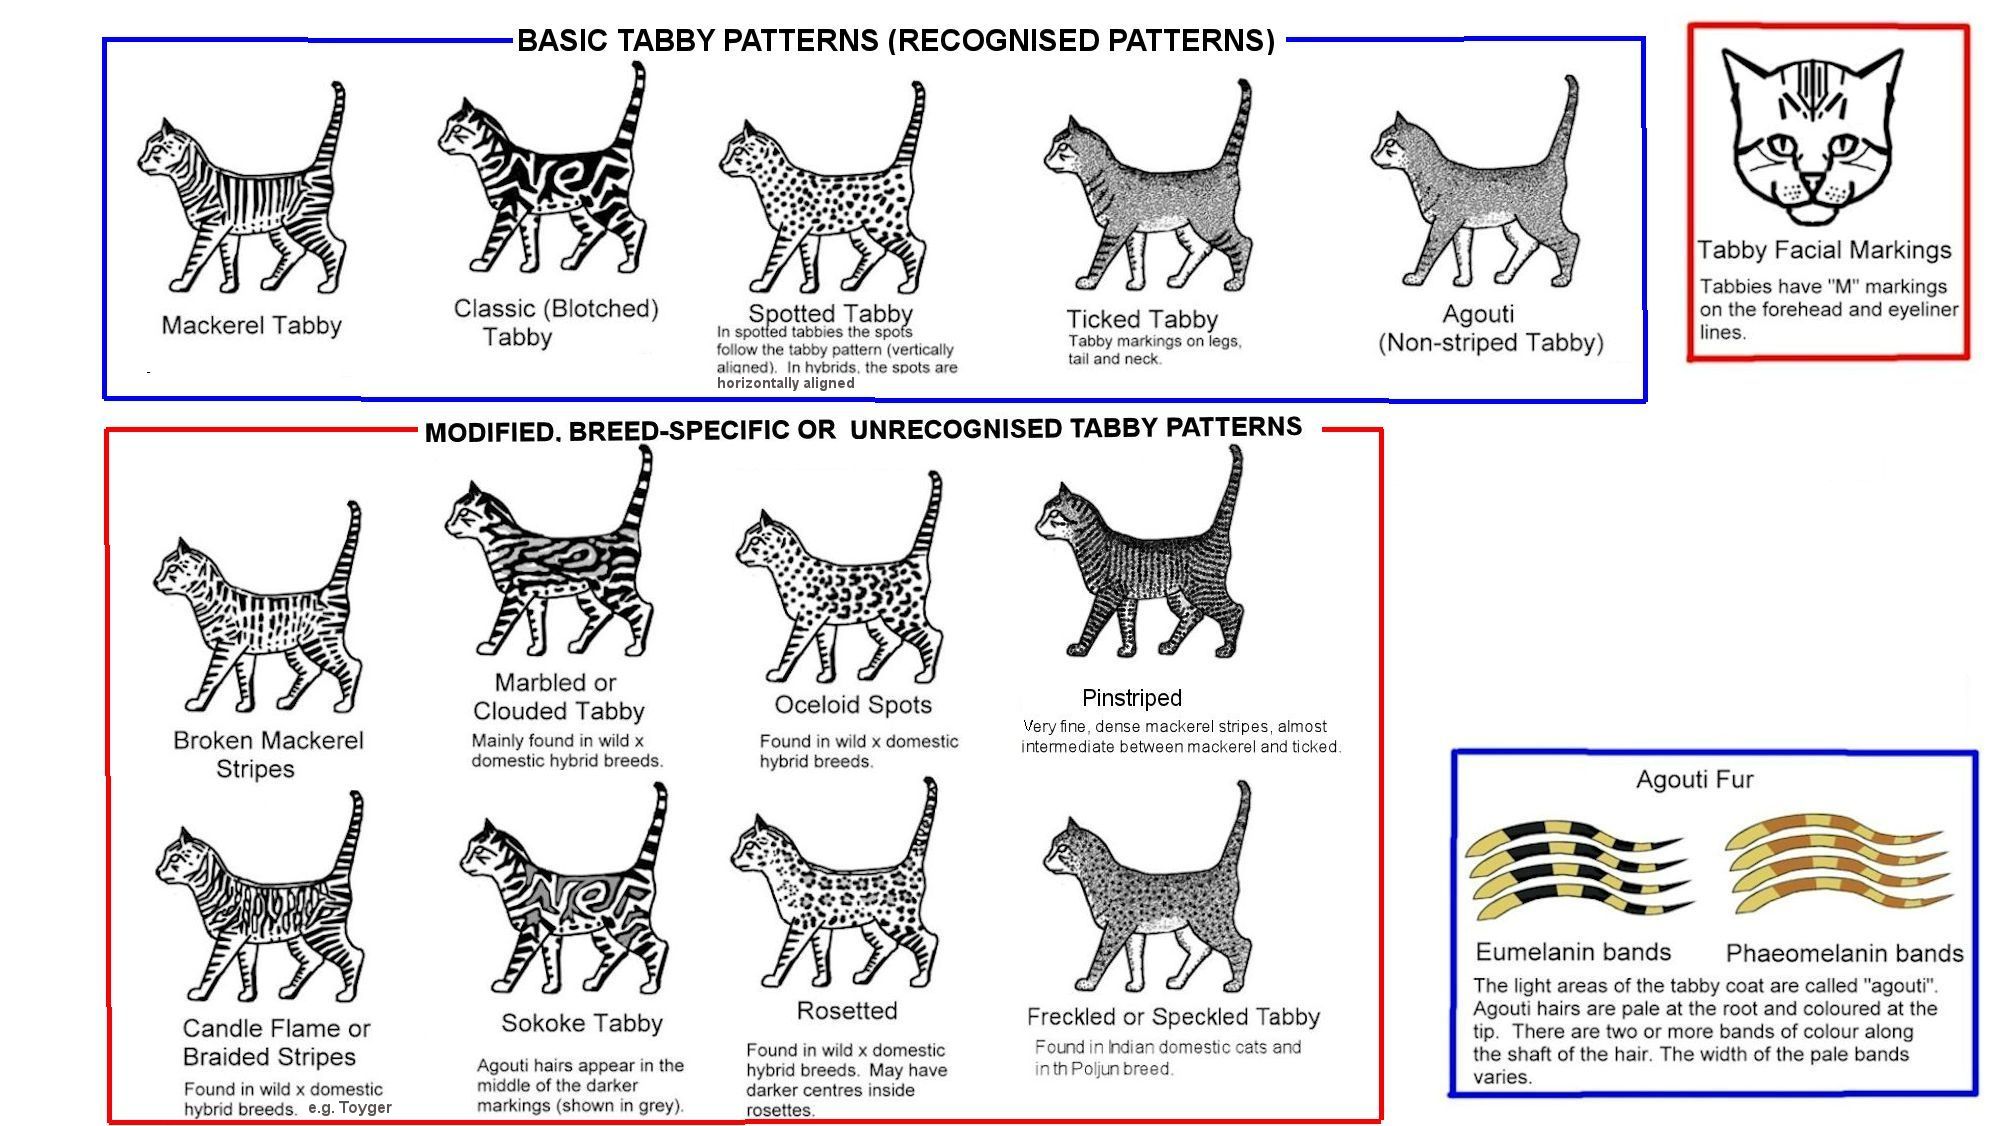 BASIC TABBY PATTERNS (RECOGNISED PATTERNS)
Mackerel Tabby
Classic (Blotched)
Tabby
Spotted Tabby
In spotted tabbies the spots
follow the tabby pattern (vertically
aligned). In hybrids, the spots are
horizontally aligned
Ticked Tabby
Tabby markings on legs,
tail and neck.
Agouti
(Non-striped Tabby)
Tabby Facial Markings
Tabbies have "M" markings
on the forehead and eyeliner
lines.
MODIFIED, BREED-SPECIFIC OR UNRECOGNISED TABBY PATTERNS
Broken Mackerel
Stripes
Marbled or
Clouded Tabby
Mainly found in wild x
domestic hybrid breeds.
Oceloid Spots
Found in wild x domestic
hybrid breeds.
Pinstriped
Very fine, dense mackerel stripes, almost
intermediate between mackerel and ticked.
Candle Flame or
Braided Stripes
Found in wild x domestic
hybrid breeds. e.g. Toyger
Sokoke Tabby
Agouti hairs appear in the
middle of the darker
markings (shown in grey).
Rosetted
Found in wild x domestic
hybrid breeds. May have
darker centres inside
rosettes.
Freckled or Speckled Tabby
Found in Indian domestic cats and
in th Poljun breed.
Agouti Fur
Eumelanin bands
Phaeomelanin bands
The light areas of the tabby coat are called "agouti".
Agouti hairs are pale at the root and coloured at the
tip. There are two or more bands of colour along
the shaft of the hair. The width of the pale bands
varies.